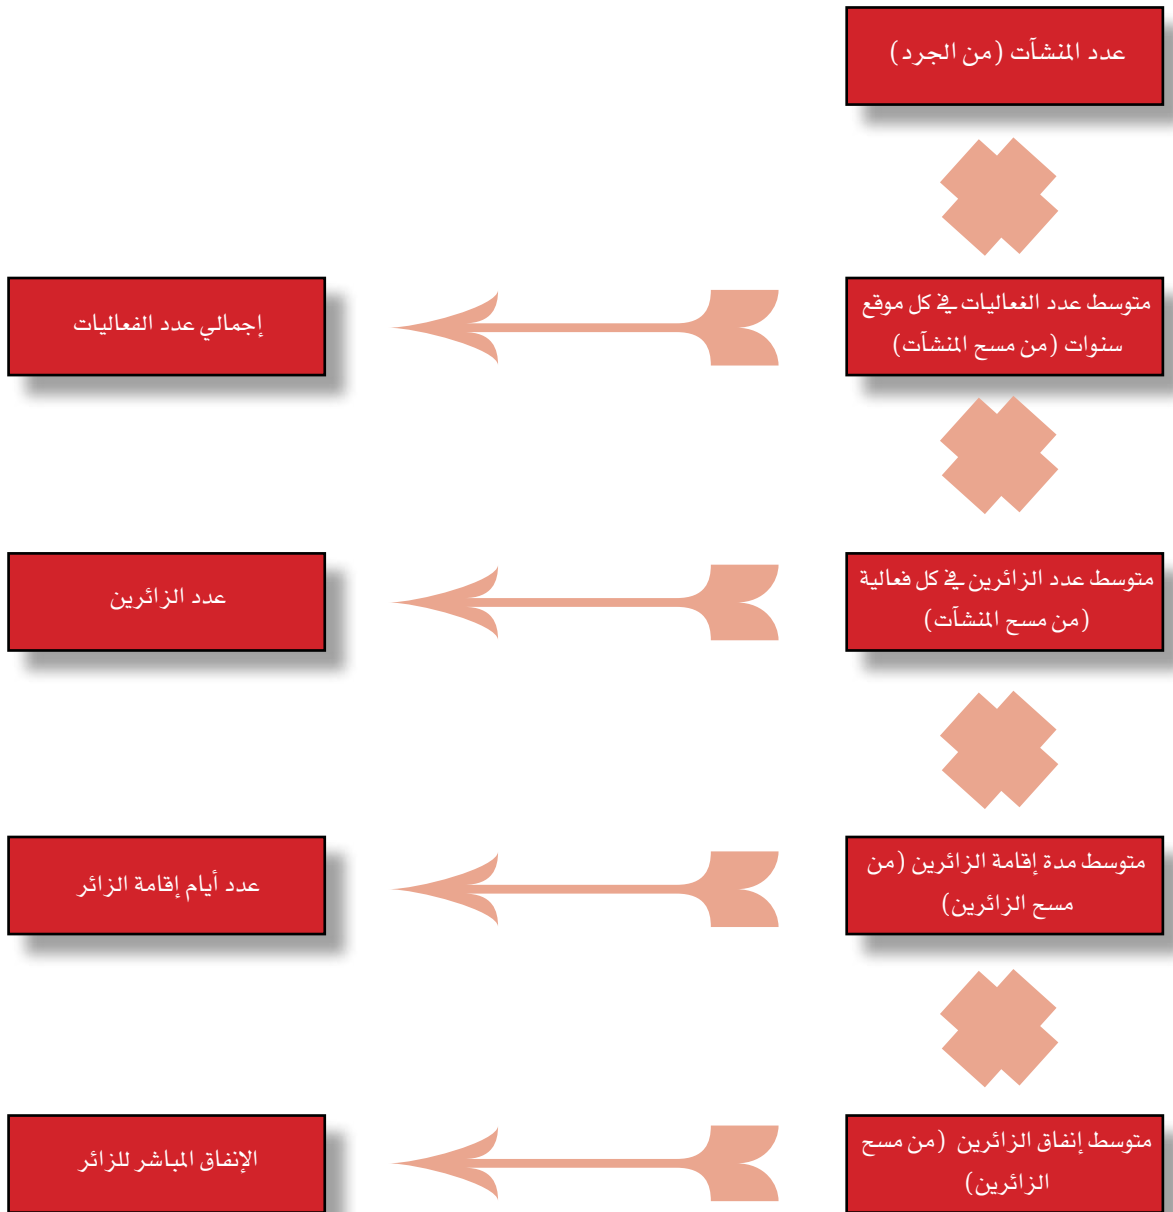 عدد المنشآت (من الجرد)
متوسط عدد الفعاليات في كل موقع
سنوات (من مسح المنشآت)
إجمالي عدد الفعاليات
متوسط عدد الزائرين في كل فعالية
(من مسح المنشآت)
عدد الزائرين
متوسط مدة إقامة الزائرين (من
مسح الزائرين)
عدد أيام إقامة الزائر
متوسط إنفاق الزائرين (من مسح
الزائرين)
الإنفاق المباشر للزائر